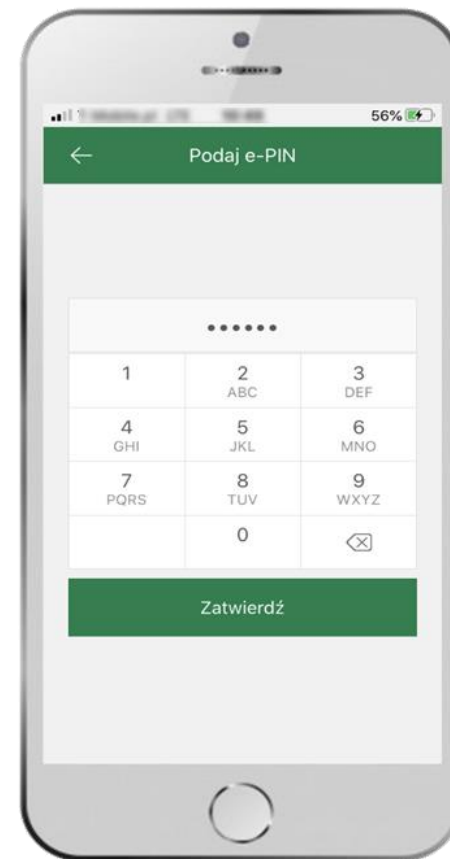 56%
Podaj e-PIN
1 2 3
ABC DEF
4 5 6
GHI JKL MNO
7 8 9
PQRS TUV WXYZ
0
Zatwierdź